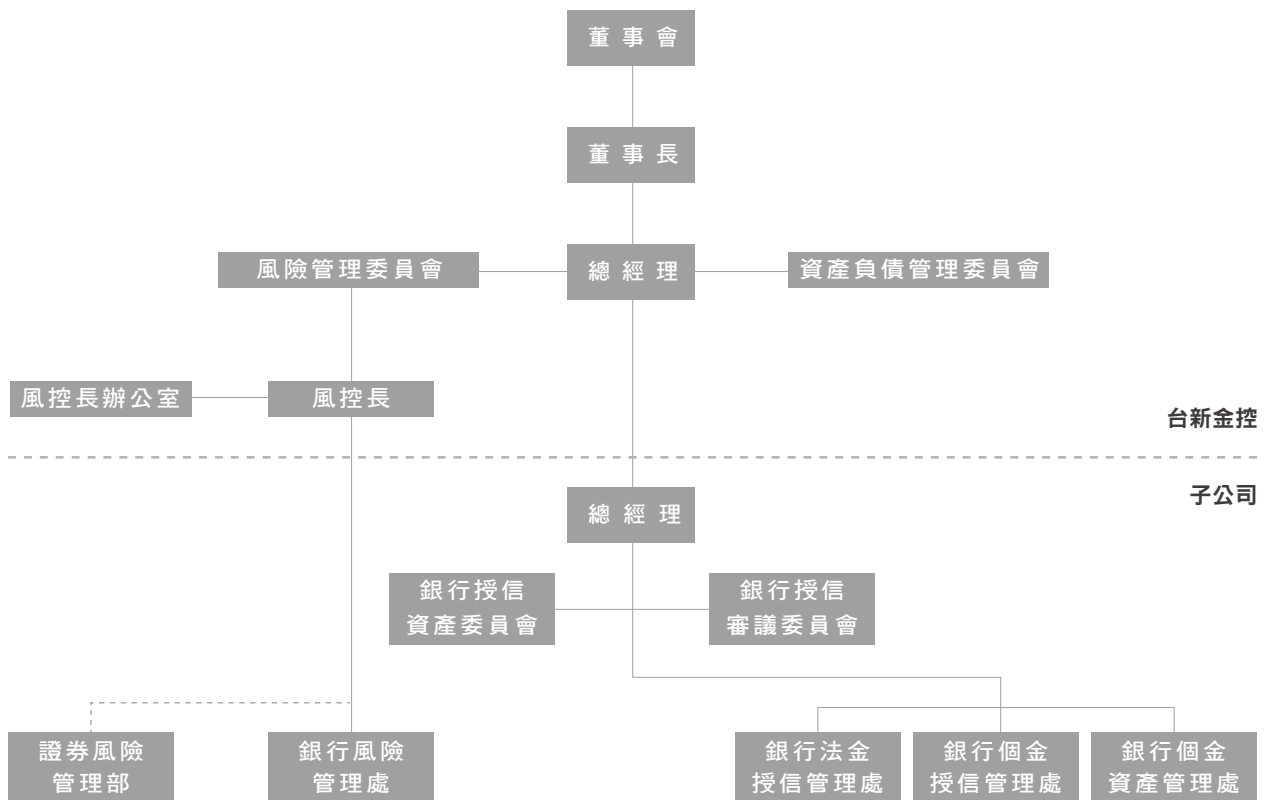 董事會
董事長
風險管理委員會
總經理
資產負債管理委員會
風控長辦公室
風控長
台新金控
子公司
總經理
銀行授信
資產委員會
銀行授信
審議委員會
證券風險
管理部
銀行風險
管理處
銀行法金
授信管理處
銀行個金
授信管理處
銀行個金
資產管理處